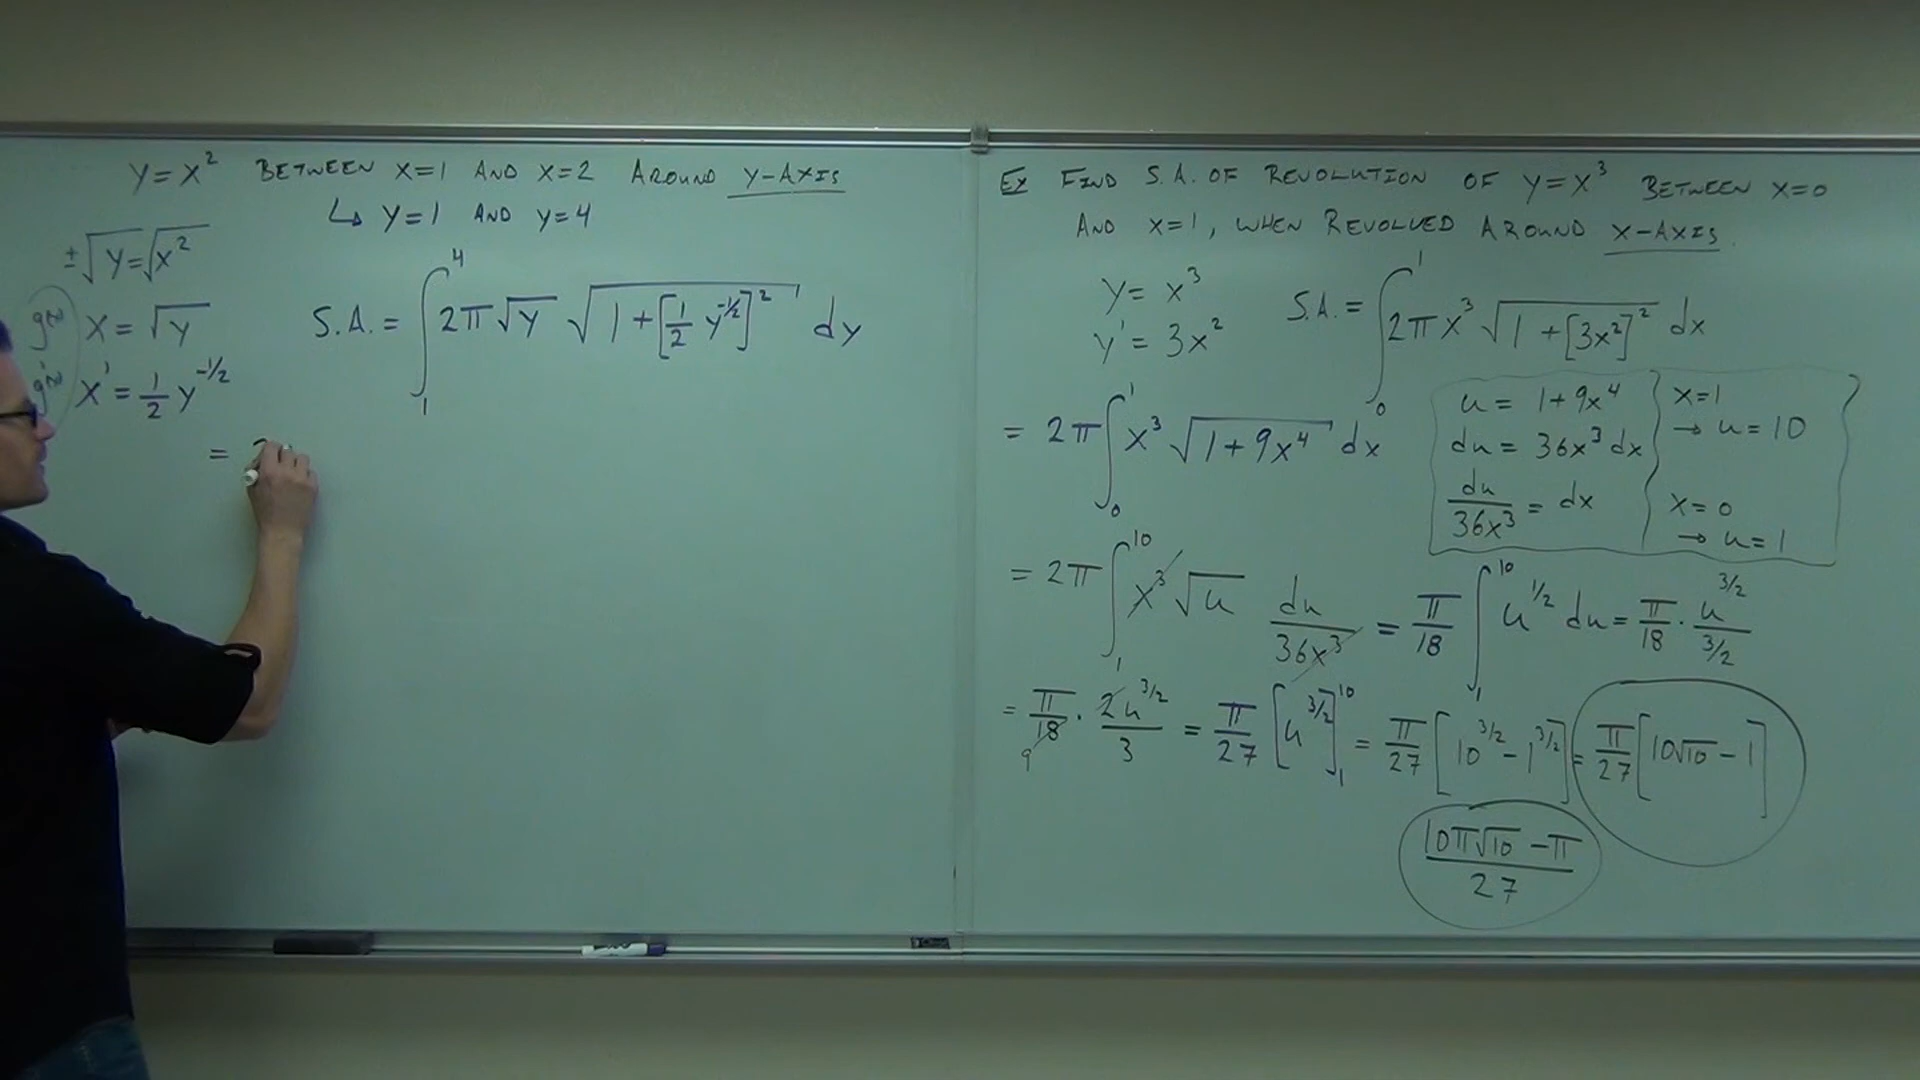 y = x² BETWEEN x=1 AND x=2 AROUND Y-AXIS
↳ y=1 AND y=4
±√y = √x²
g(y) x = √y
g'(y) x' = 1/2 y^(-1/2)
S.A. = ∫₁⁴ 2π√y √(1+[1/2 y^(-1/2)]²) dy
=
Ex FIND S.A. OF REVOLUTION OF y=x³ BETWEEN x=0
AND x=1, WHEN REVOLVED AROUND X-AXIS.
y = x³
y' = 3x²
S.A. = ∫₀¹ 2πx³ √(1+[3x²]²) dx
= 2π ∫₀¹ x³ √(1+9x⁴) dx
u = 1+9x⁴
du = 36x³ dx
du/36x³ = dx
x=1
→ u=10
x=0
→ u=1
= 2π ∫₁¹⁰ x³ √u du/36x³ = π/18 ∫₁¹⁰ u^(1/2) du = π/18 · u^(3/2)/(3/2)
= π/18 9 · 2u^(3/2)/3 = π/27 [u^(3/2)]₁¹⁰ = π/27 [10^(3/2) - 1^(3/2)] = π/27 [10√10 - 1]
(10π√10 - π)/27